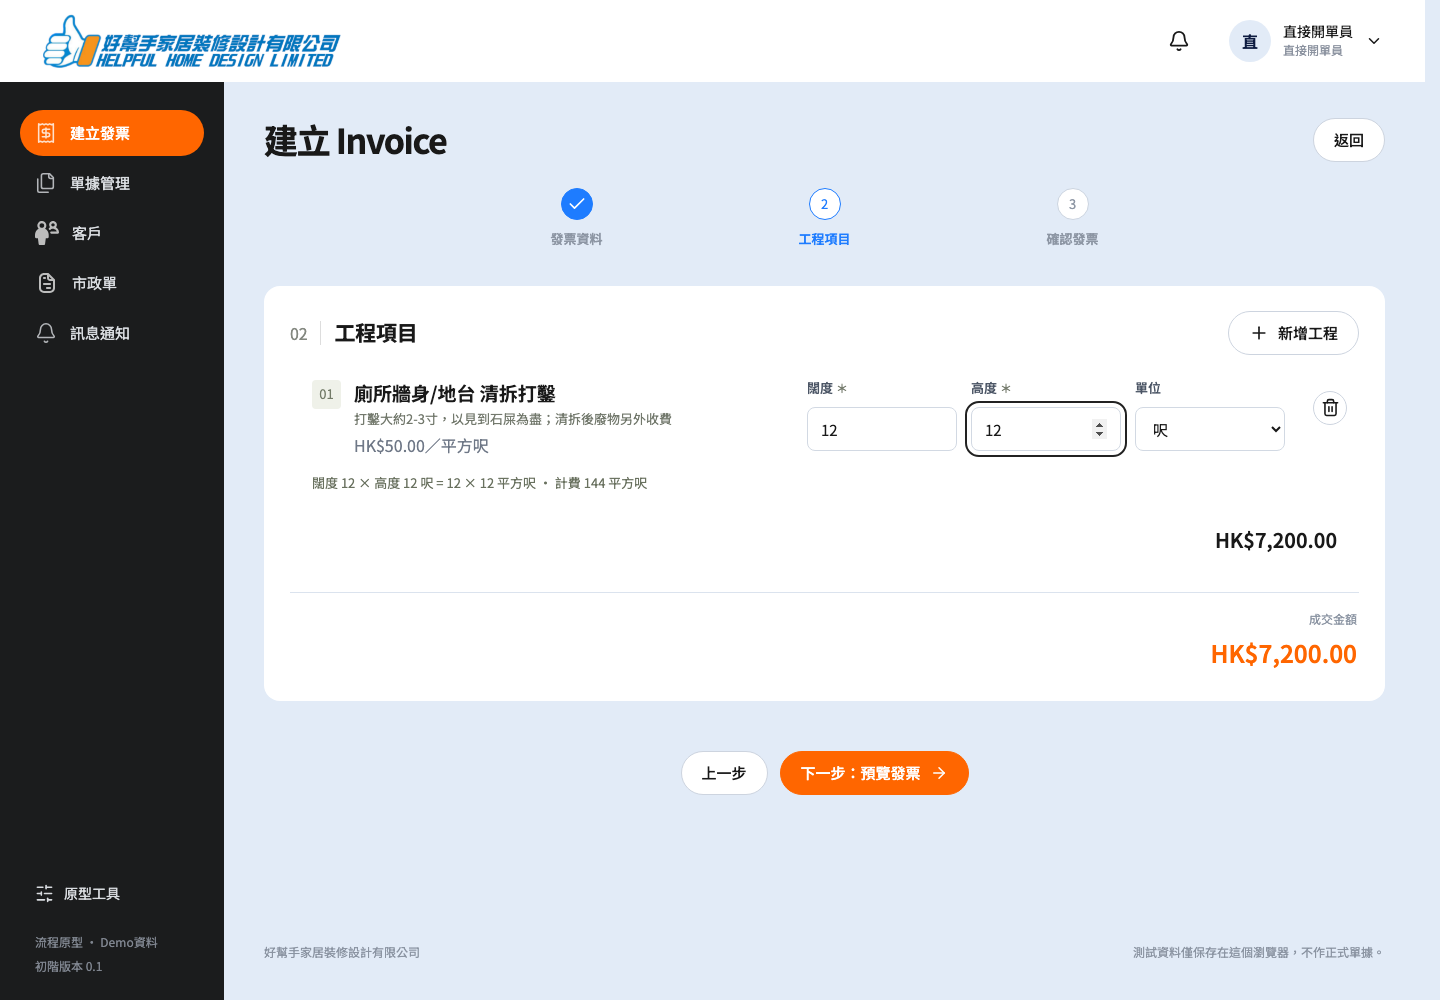 好幫手家居裝修設計有限公司
HELPFUL HOME DESIGN LIMITED
直
直接開單員
直接開單員
建立發票
單據管理
客戶
市政單
訊息通知
原型工具
流程原型 · Demo資料
初階版本 0.1
建立 Invoice
返回
發票資料
2
工程項目
3
確認發票
02
工程項目
新增工程
01
廁所牆身/地台 清拆打鑿
打鑿大約2-3寸，以見到石屎為盡；清拆後廢物另外收費
HK$50.00／平方呎
闊度 *
12
高度 *
12
單位
呎
闊度 12 × 高度 12 呎 = 12 × 12 平方呎 · 計費 144 平方呎
HK$7,200.00
成交金額
HK$7,200.00
上一步
下一步：預覽發票
好幫手家居裝修設計有限公司
測試資料僅保存在這個瀏覽器，不作正式單據。